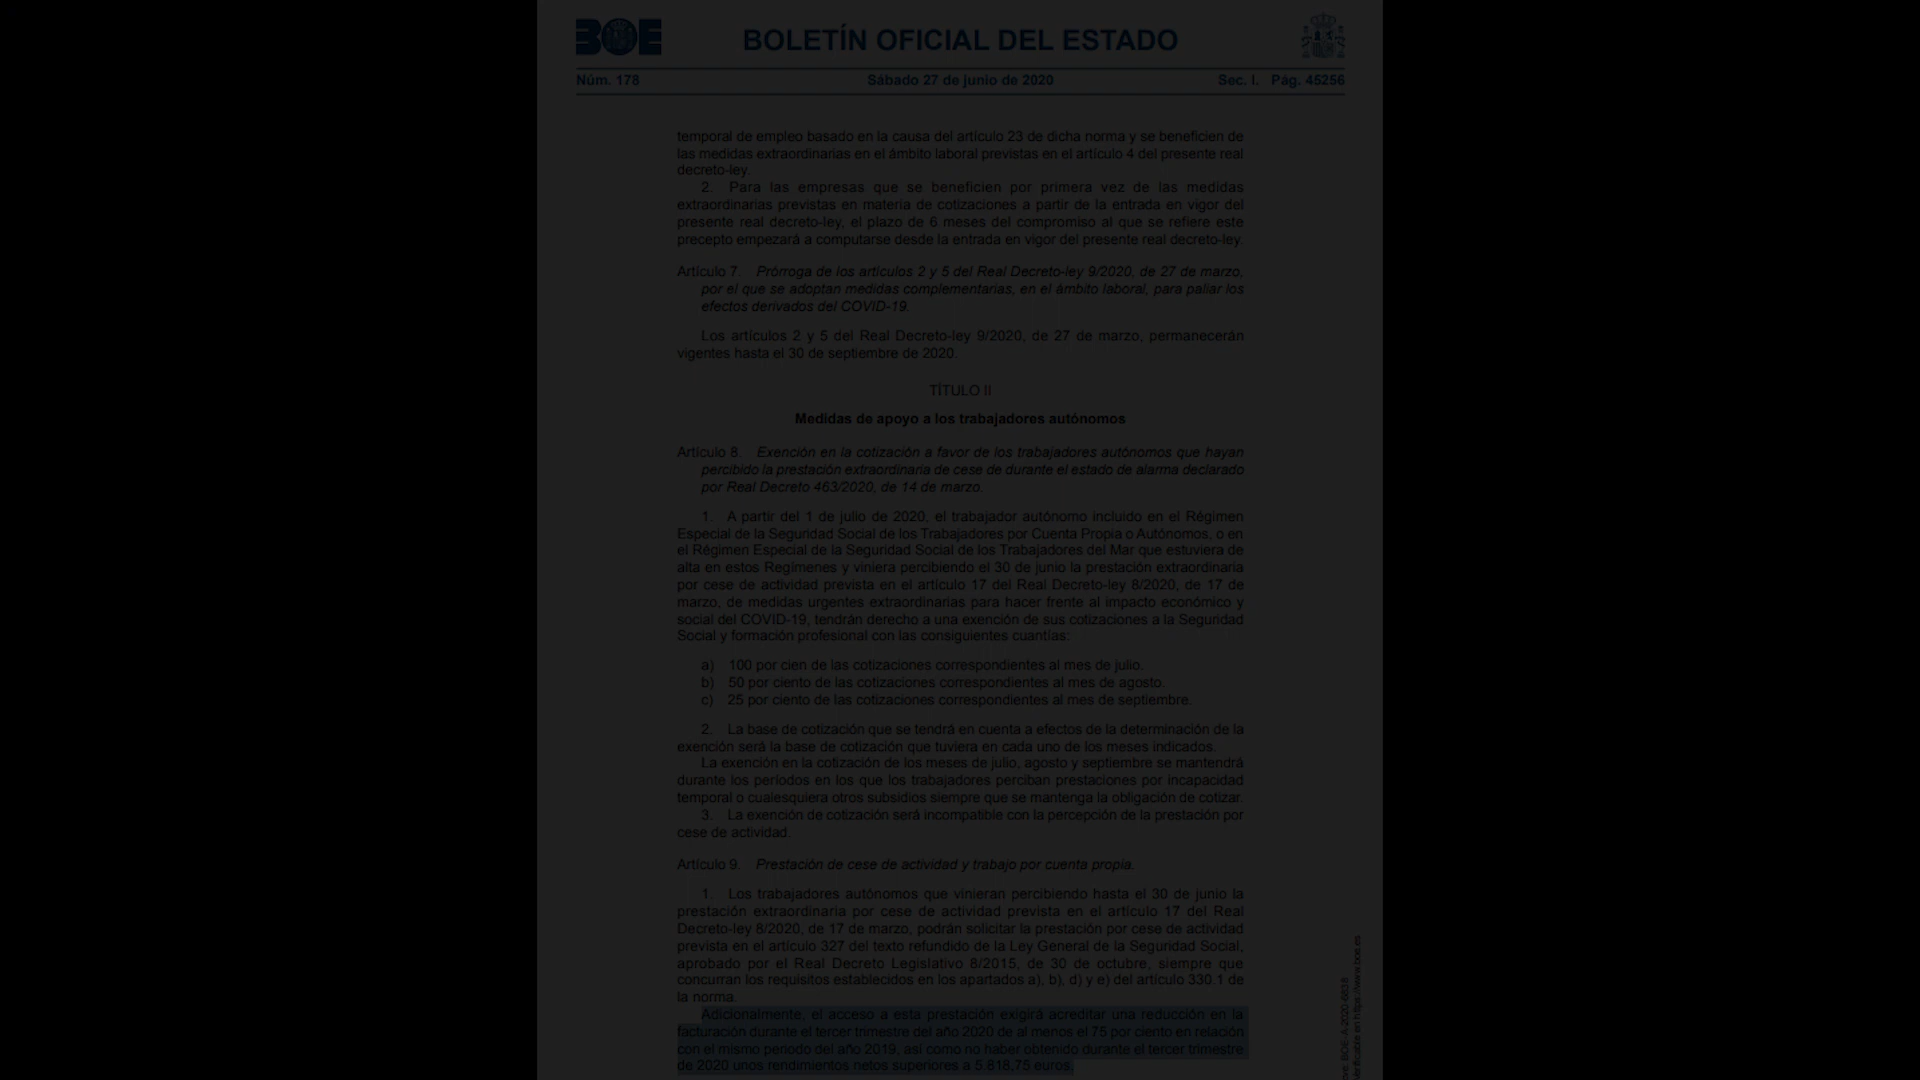 BOE
BOLETÍN OFICIAL DEL ESTADO
Núm. 178
Sábado 27 de junio de 2020
Sec. I. Pág. 45256
temporal de empleo basado en la causa del artículo 23 de dicha norma y se beneficien de
las medidas extraordinarias en el ámbito laboral previstas en el artículo 4 del presente real
decreto-ley.
2. Para las empresas que se beneficien por primera vez de las medidas
extraordinarias previstas en materia de cotizaciones a partir de la entrada en vigor del
presente real decreto-ley, el plazo de 6 meses del compromiso al que se refiere este
precepto empezará a computarse desde la entrada en vigor del presente real decreto-ley.
Artículo 7. Prórroga de los artículos 2 y 5 del Real Decreto-ley 9/2020, de 27 de marzo,
por el que se adoptan medidas complementarias, en el ámbito laboral, para paliar los
efectos derivados del COVID-19.
Los artículos 2 y 5 del Real Decreto-ley 9/2020, de 27 de marzo, permanecerán
vigentes hasta el 30 de septiembre de 2020.
TÍTULO II
Medidas de apoyo a los trabajadores autónomos
Artículo 8. Exención en la cotización a favor de los trabajadores autónomos que hayan
percibido la prestación extraordinaria de cese de durante el estado de alarma declarado
por Real Decreto 463/2020, de 14 de marzo.
1. A partir del 1 de julio de 2020, el trabajador autónomo incluido en el Régimen
Especial de la Seguridad Social de los Trabajadores por Cuenta Propia o Autónomos, o en
el Régimen Especial de la Seguridad Social de los Trabajadores del Mar que estuviera de
alta en estos Regímenes y viniera percibiendo el 30 de junio la prestación extraordinaria
por cese de actividad prevista en el artículo 17 del Real Decreto-ley 8/2020, de 17 de
marzo, de medidas urgentes extraordinarias para hacer frente al impacto económico y
social del COVID-19, tendrán derecho a una exención de sus cotizaciones a la Seguridad
Social y formación profesional con las consiguientes cuantías:
a) 100 por cien de las cotizaciones correspondientes al mes de julio.
b) 50 por ciento de las cotizaciones correspondientes al mes de agosto.
c) 25 por ciento de las cotizaciones correspondientes al mes de septiembre.
2. La base de cotización que se tendrá en cuenta a efectos de la determinación de la
exención será la base de cotización que tuviera en cada uno de los meses indicados.
La exención en la cotización de los meses de julio, agosto y septiembre se mantendrá
durante los períodos en los que los trabajadores perciban prestaciones por incapacidad
temporal o cualesquiera otros subsidios siempre que se mantenga la obligación de cotizar.
3. La exención de cotización será incompatible con la percepción de la prestación por
cese de actividad.
Artículo 9. Prestación de cese de actividad y trabajo por cuenta propia.
1. Los trabajadores autónomos que vinieran percibiendo hasta el 30 de junio la
prestación extraordinaria por cese de actividad prevista en el artículo 17 del Real
Decreto-ley 8/2020, de 17 de marzo, podrán solicitar la prestación por cese de actividad
prevista en el artículo 327 del texto refundido de la Ley General de la Seguridad Social,
aprobado por el Real Decreto Legislativo 8/2015, de 30 de octubre, siempre que
concurran los requisitos establecidos en los apartados a), b), d) y e) del artículo 330.1 de
la norma.
Adicionalmente, el acceso a esta prestación exigirá acreditar una reducción en la
facturación durante el tercer trimestre del año 2020 de al menos el 75 por ciento en relación
con el mismo periodo del año 2019, así como no haber obtenido durante el tercer trimestre
de 2020 unos rendimientos netos superiores a 5.818,75 euros.
BOE-A-2020-6838
Verificable en https://www.boe.es